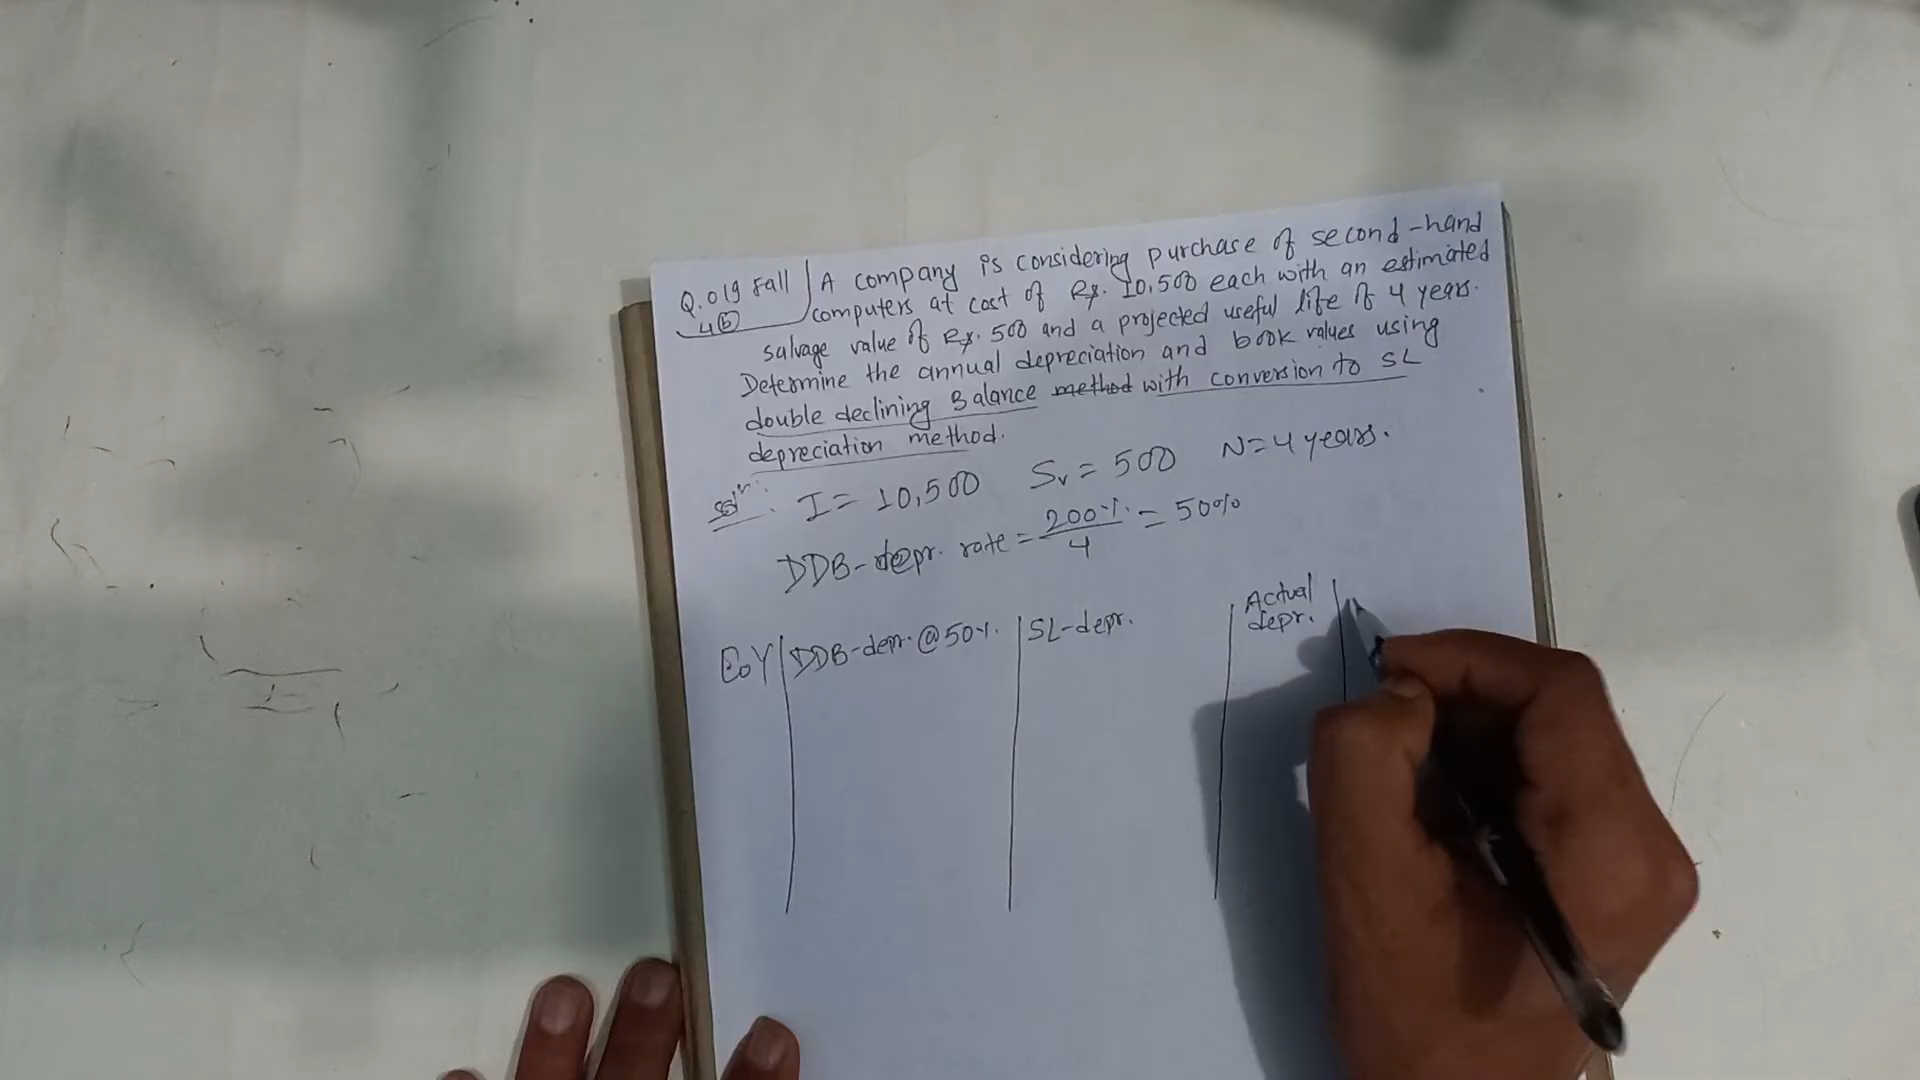 Q. 019 Fall A company is considering purchase of second-hand
4(b) computers at cost of Rs. 10,500 each with an estimated
salvage value of Rs. 500 and a projected useful life of 4 years.
Determine the annual depreciation and book values using
double declining Balance method with conversion to SL
depreciation method.
Solⁿ: I = 10,500 Sv = 500 N = 4 years.
DDB-depr. rate = 200% / 4 = 50%
EoY DDB-depr. @ 50% SL-depr. Actual depr.